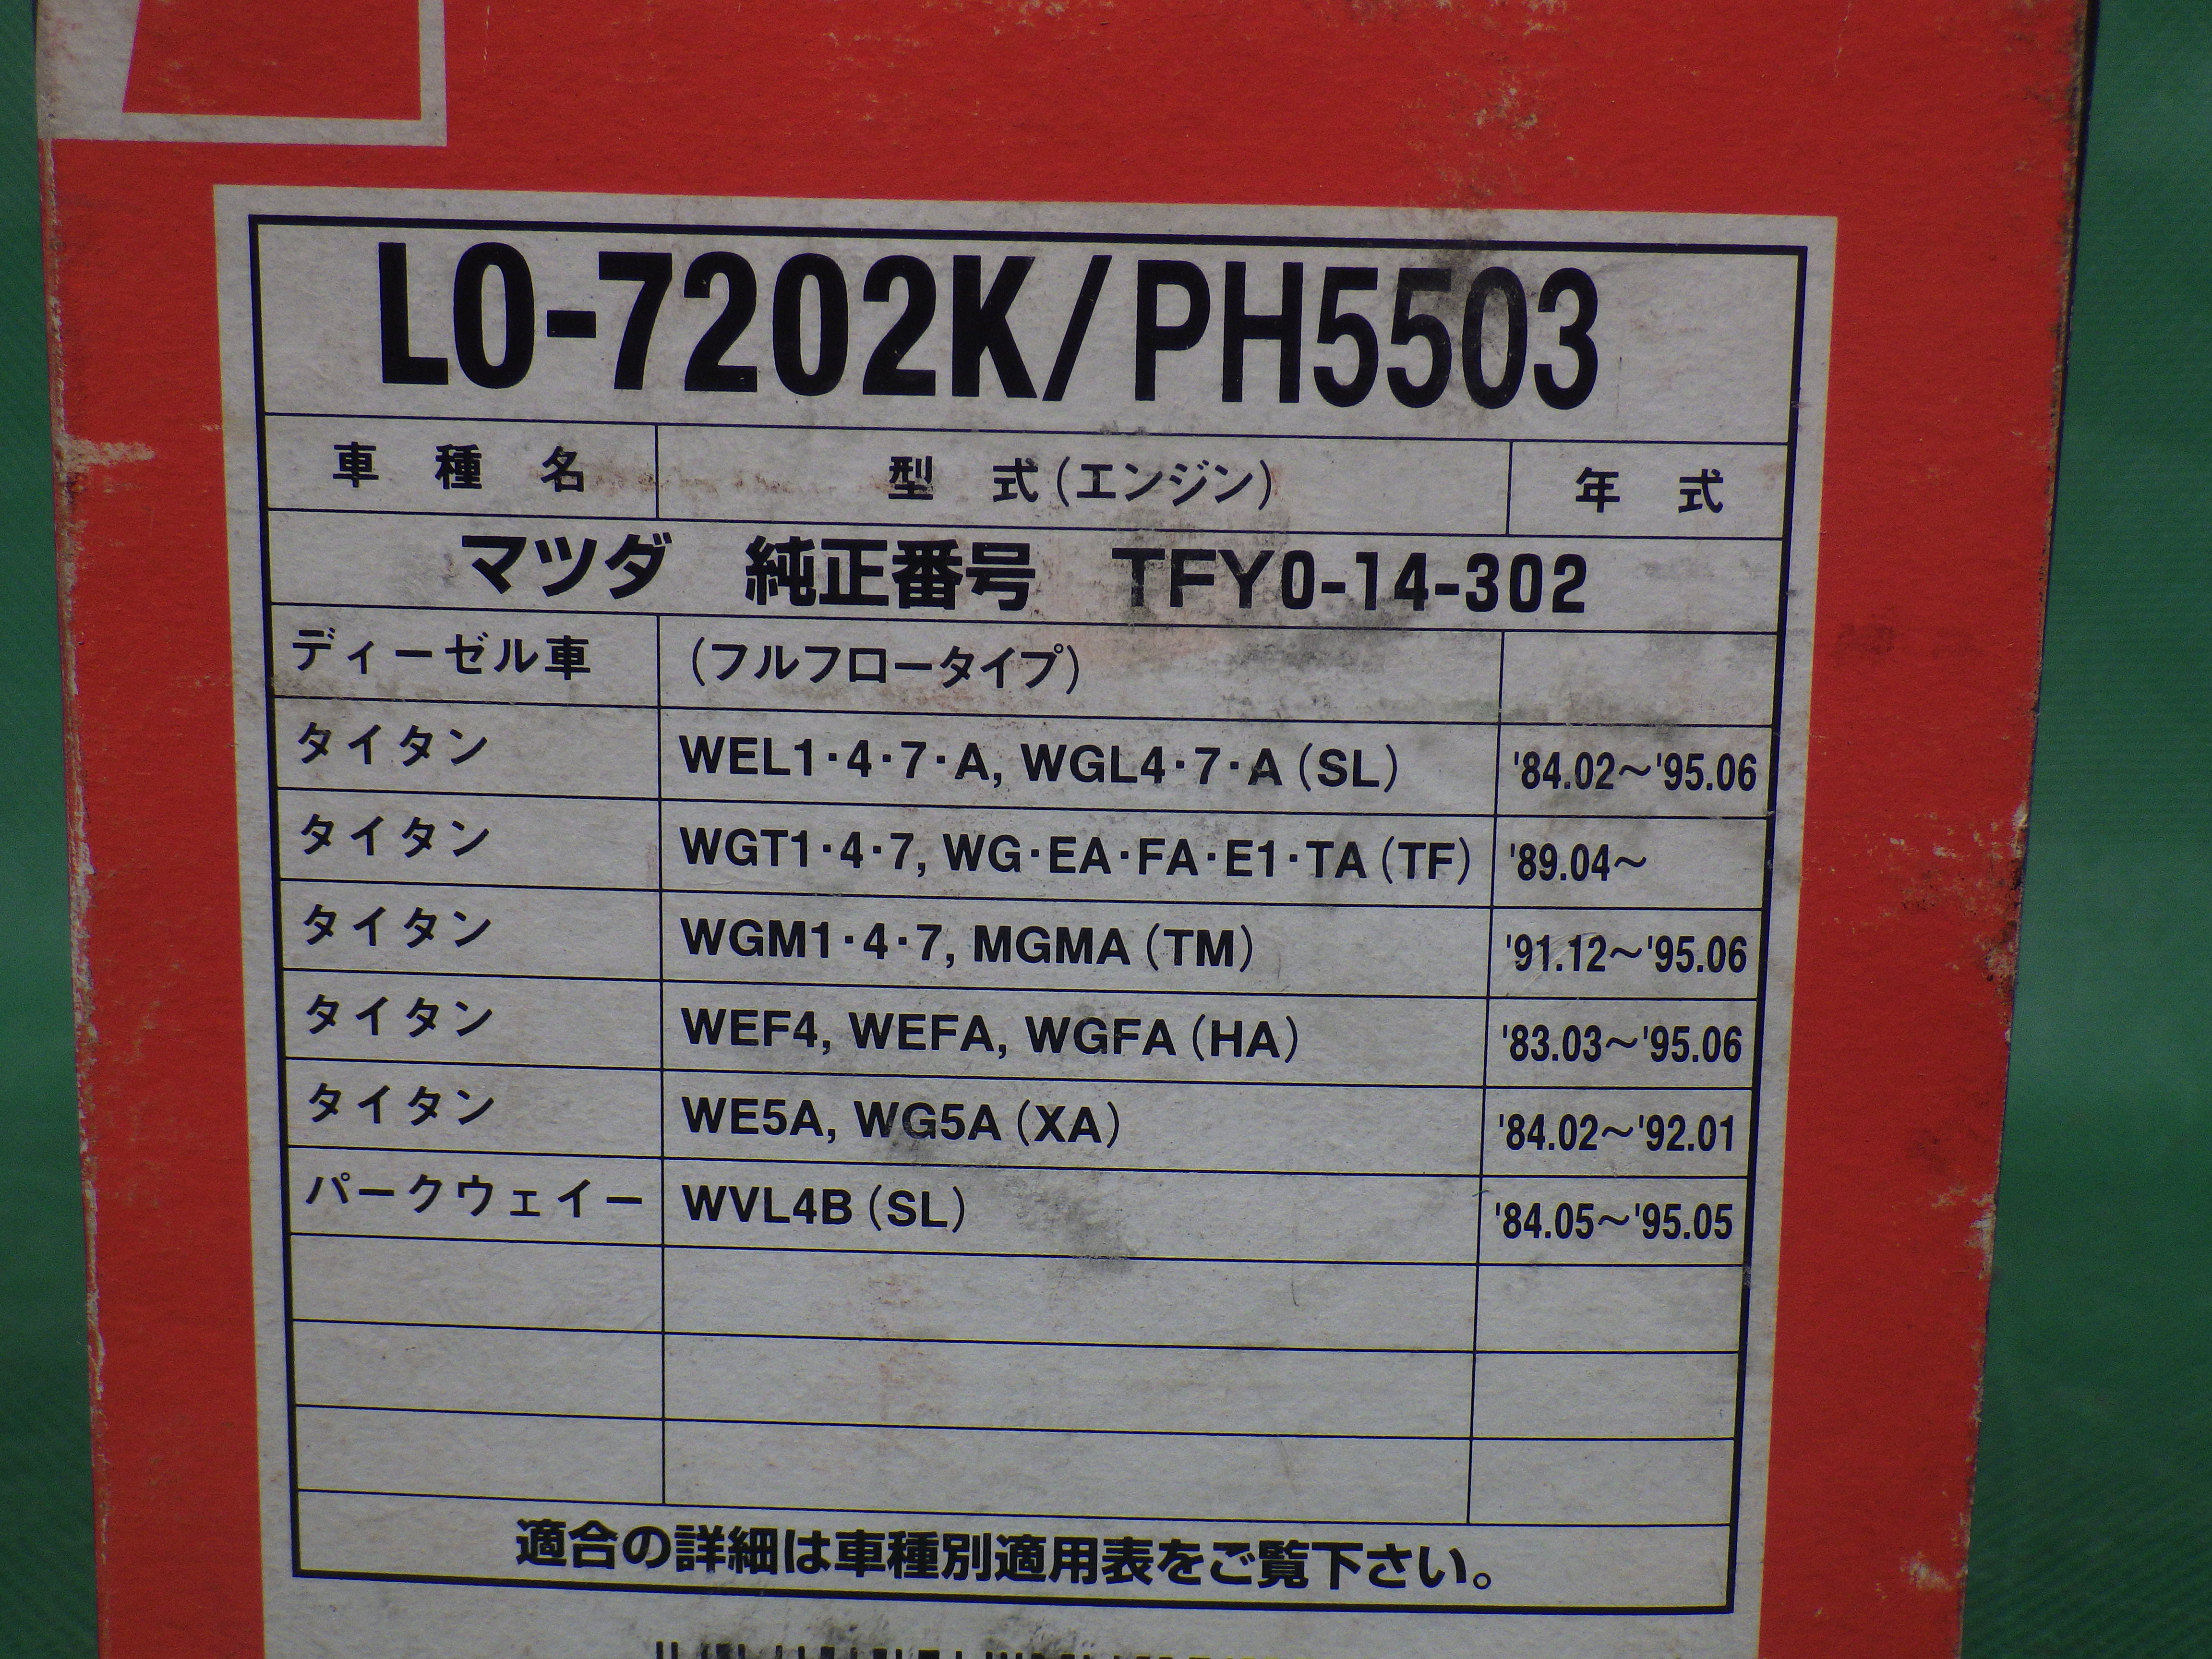 LO-7202K/PH5503
車種名 型式(エンジン) 年式
マツダ 純正番号 TFY0-14-302
ディーゼル車 (フルフロータイプ)
タイタン WEL1・4・7・A, WGL4・7・A (SL) '84.02～'95.06
タイタン WGT1・4・7, WG・EA・FA・E1・TA (TF) '89.04～
タイタン WGM1・4・7, MGMA (TM) '91.12～'95.06
タイタン WEF4, WEFA, WGFA (HA) '83.03～'95.06
タイタン WE5A, WG5A (XA) '84.02～'92.01
パークウェイー WVL4B (SL) '84.05～'95.05
適合の詳細は車種別適用表をご覧下さい。